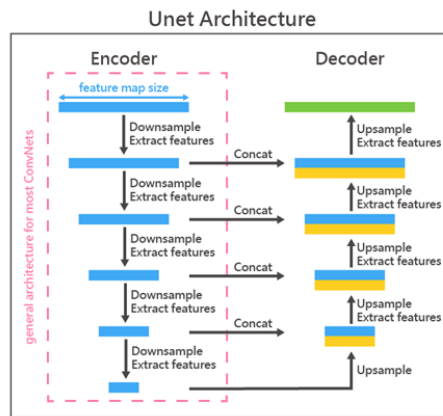 Unet Architecture
Encoder
Decoder
general architecture for most ConvNets
feature map size
Downsample
Extract features
Upsample
Extract features
Concat
Downsample
Extract features
Upsample
Extract features
Concat
Downsample
Extract features
Upsample
Extract features
Concat
Downsample
Extract features
Upsample
Extract features
Concat
Downsample
Extract features
Upsample